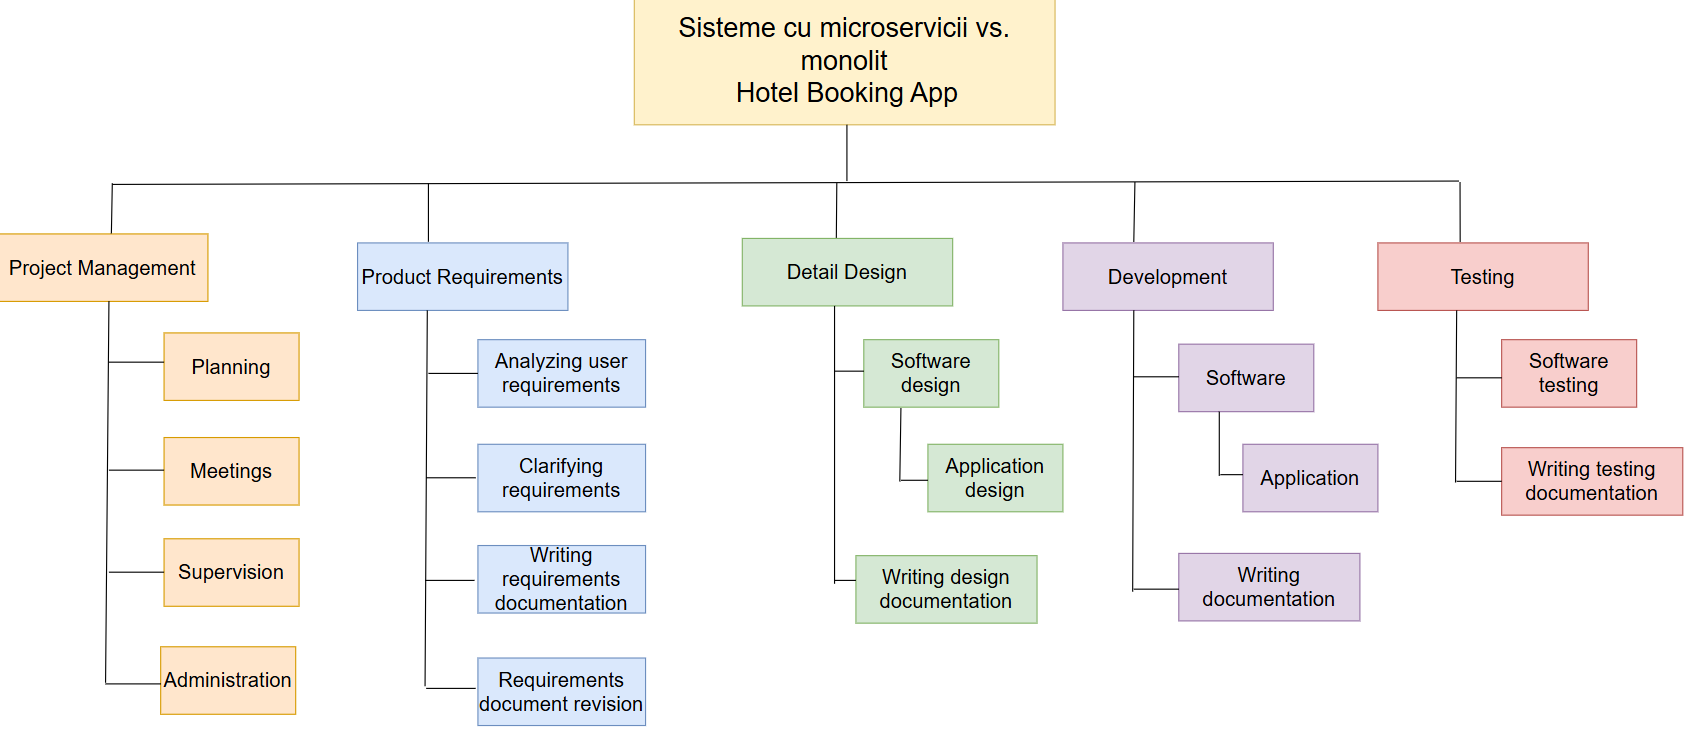 Sisteme cu microservicii vs.
monolit
Hotel Booking App
Project Management
Planning
Meetings
Supervision
Administration
Product Requirements
Analyzing user
requirements
Clarifying
requirements
Writing
requirements
documentation
Requirements
document revision
Detail Design
Software
design
Application
design
Writing design
documentation
Development
Software
Application
Writing
documentation
Testing
Software
testing
Writing testing
documentation